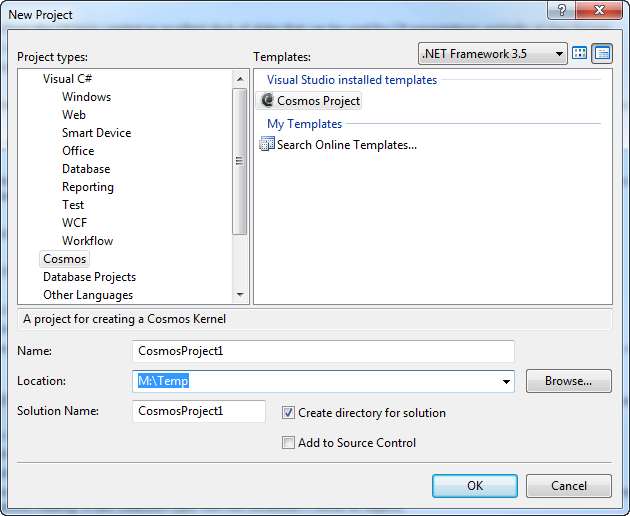 New Project
Project types:
Templates:
.NET Framework 3.5
Visual C#
Windows
Web
Smart Device
Office
Database
Reporting
Test
WCF
Workflow
Cosmos
Database Projects
Other Languages
Visual Studio installed templates
Cosmos Project
My Templates
Search Online Templates...
A project for creating a Cosmos Kernel
Name: CosmosProject1
Location: M:\Temp Browse...
Solution Name: CosmosProject1 Create directory for solution
Add to Source Control
OK Cancel